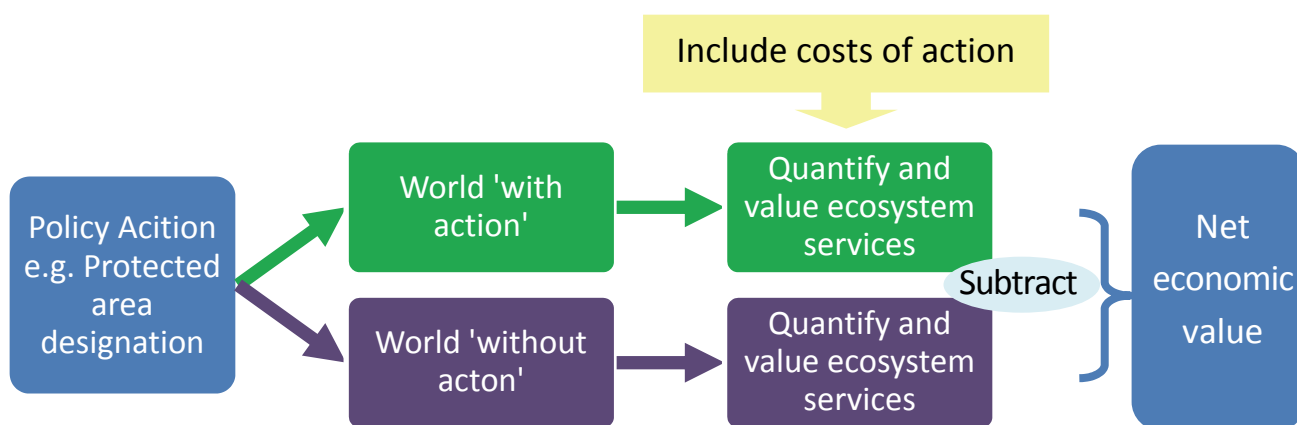 Include costs of action
Policy Acition
e.g. Protected
area
designation
World 'with
action'
Quantify and
value ecosystem
services
World 'without
acton'
Quantify and
value ecosystem
services
Subtract
Net
economic
value